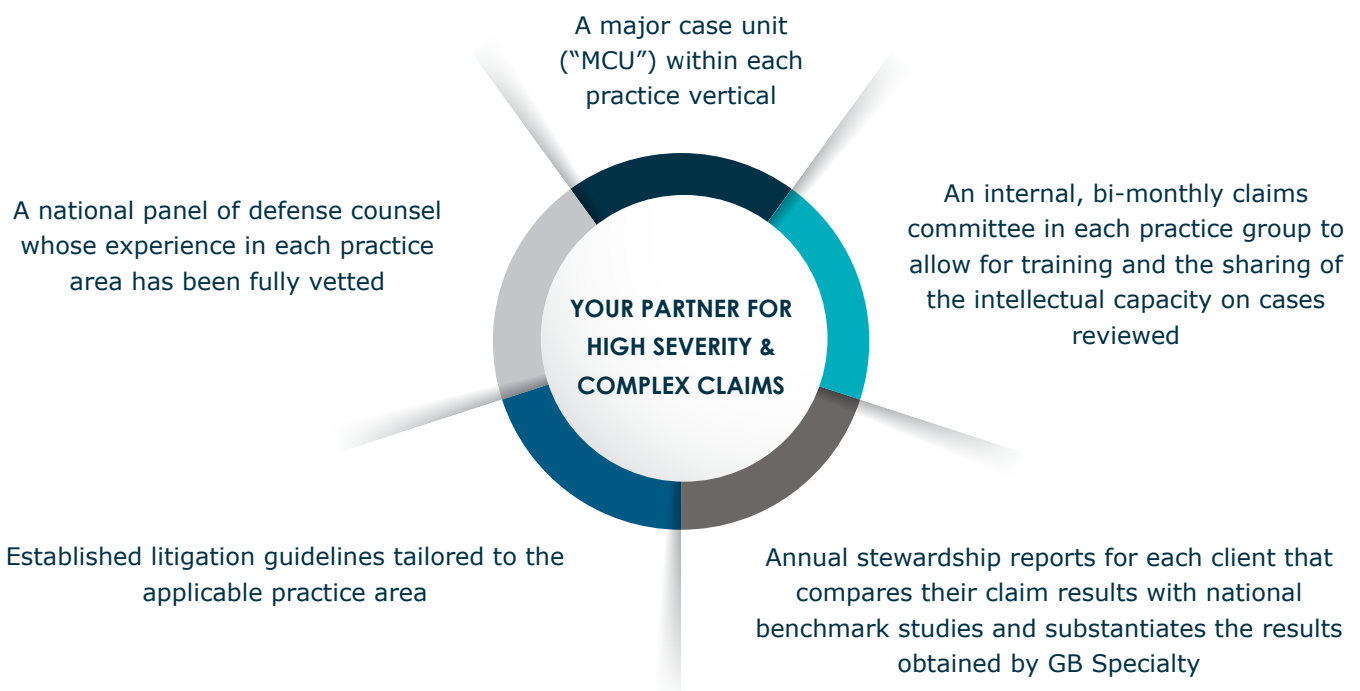 A major case unit
(“MCU”) within each
practice vertical
A national panel of defense counsel
whose experience in each practice
area has been fully vetted
An internal, bi-monthly claims
committee in each practice group to
allow for training and the sharing of
the intellectual capacity on cases
reviewed
YOUR PARTNER FOR
HIGH SEVERITY &
COMPLEX CLAIMS
Established litigation guidelines tailored to the
applicable practice area
Annual stewardship reports for each client that
compares their claim results with national
benchmark studies and substantiates the results
obtained by GB Specialty